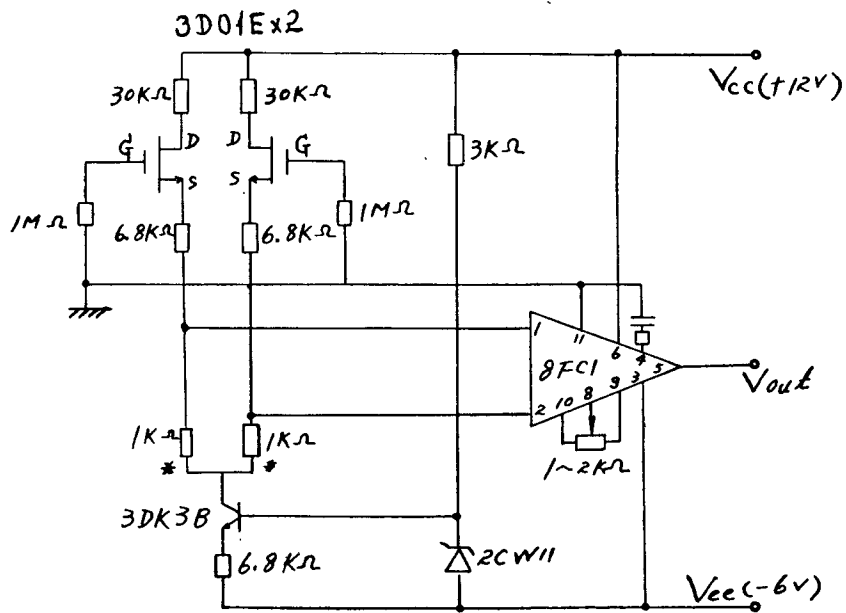 3DO1Ex2
Vcc(+12V)
30KΩ
30KΩ
3KΩ
G
D
S
D
G
S
1MΩ
6.8KΩ
6.8KΩ
1MΩ
1
11
6
4
5
8FC1
2
10
8
9
3
Vout
1KΩ
*
1KΩ
*
1~2KΩ
3DK3B
6.8KΩ
2CW11
Vee(-6V)